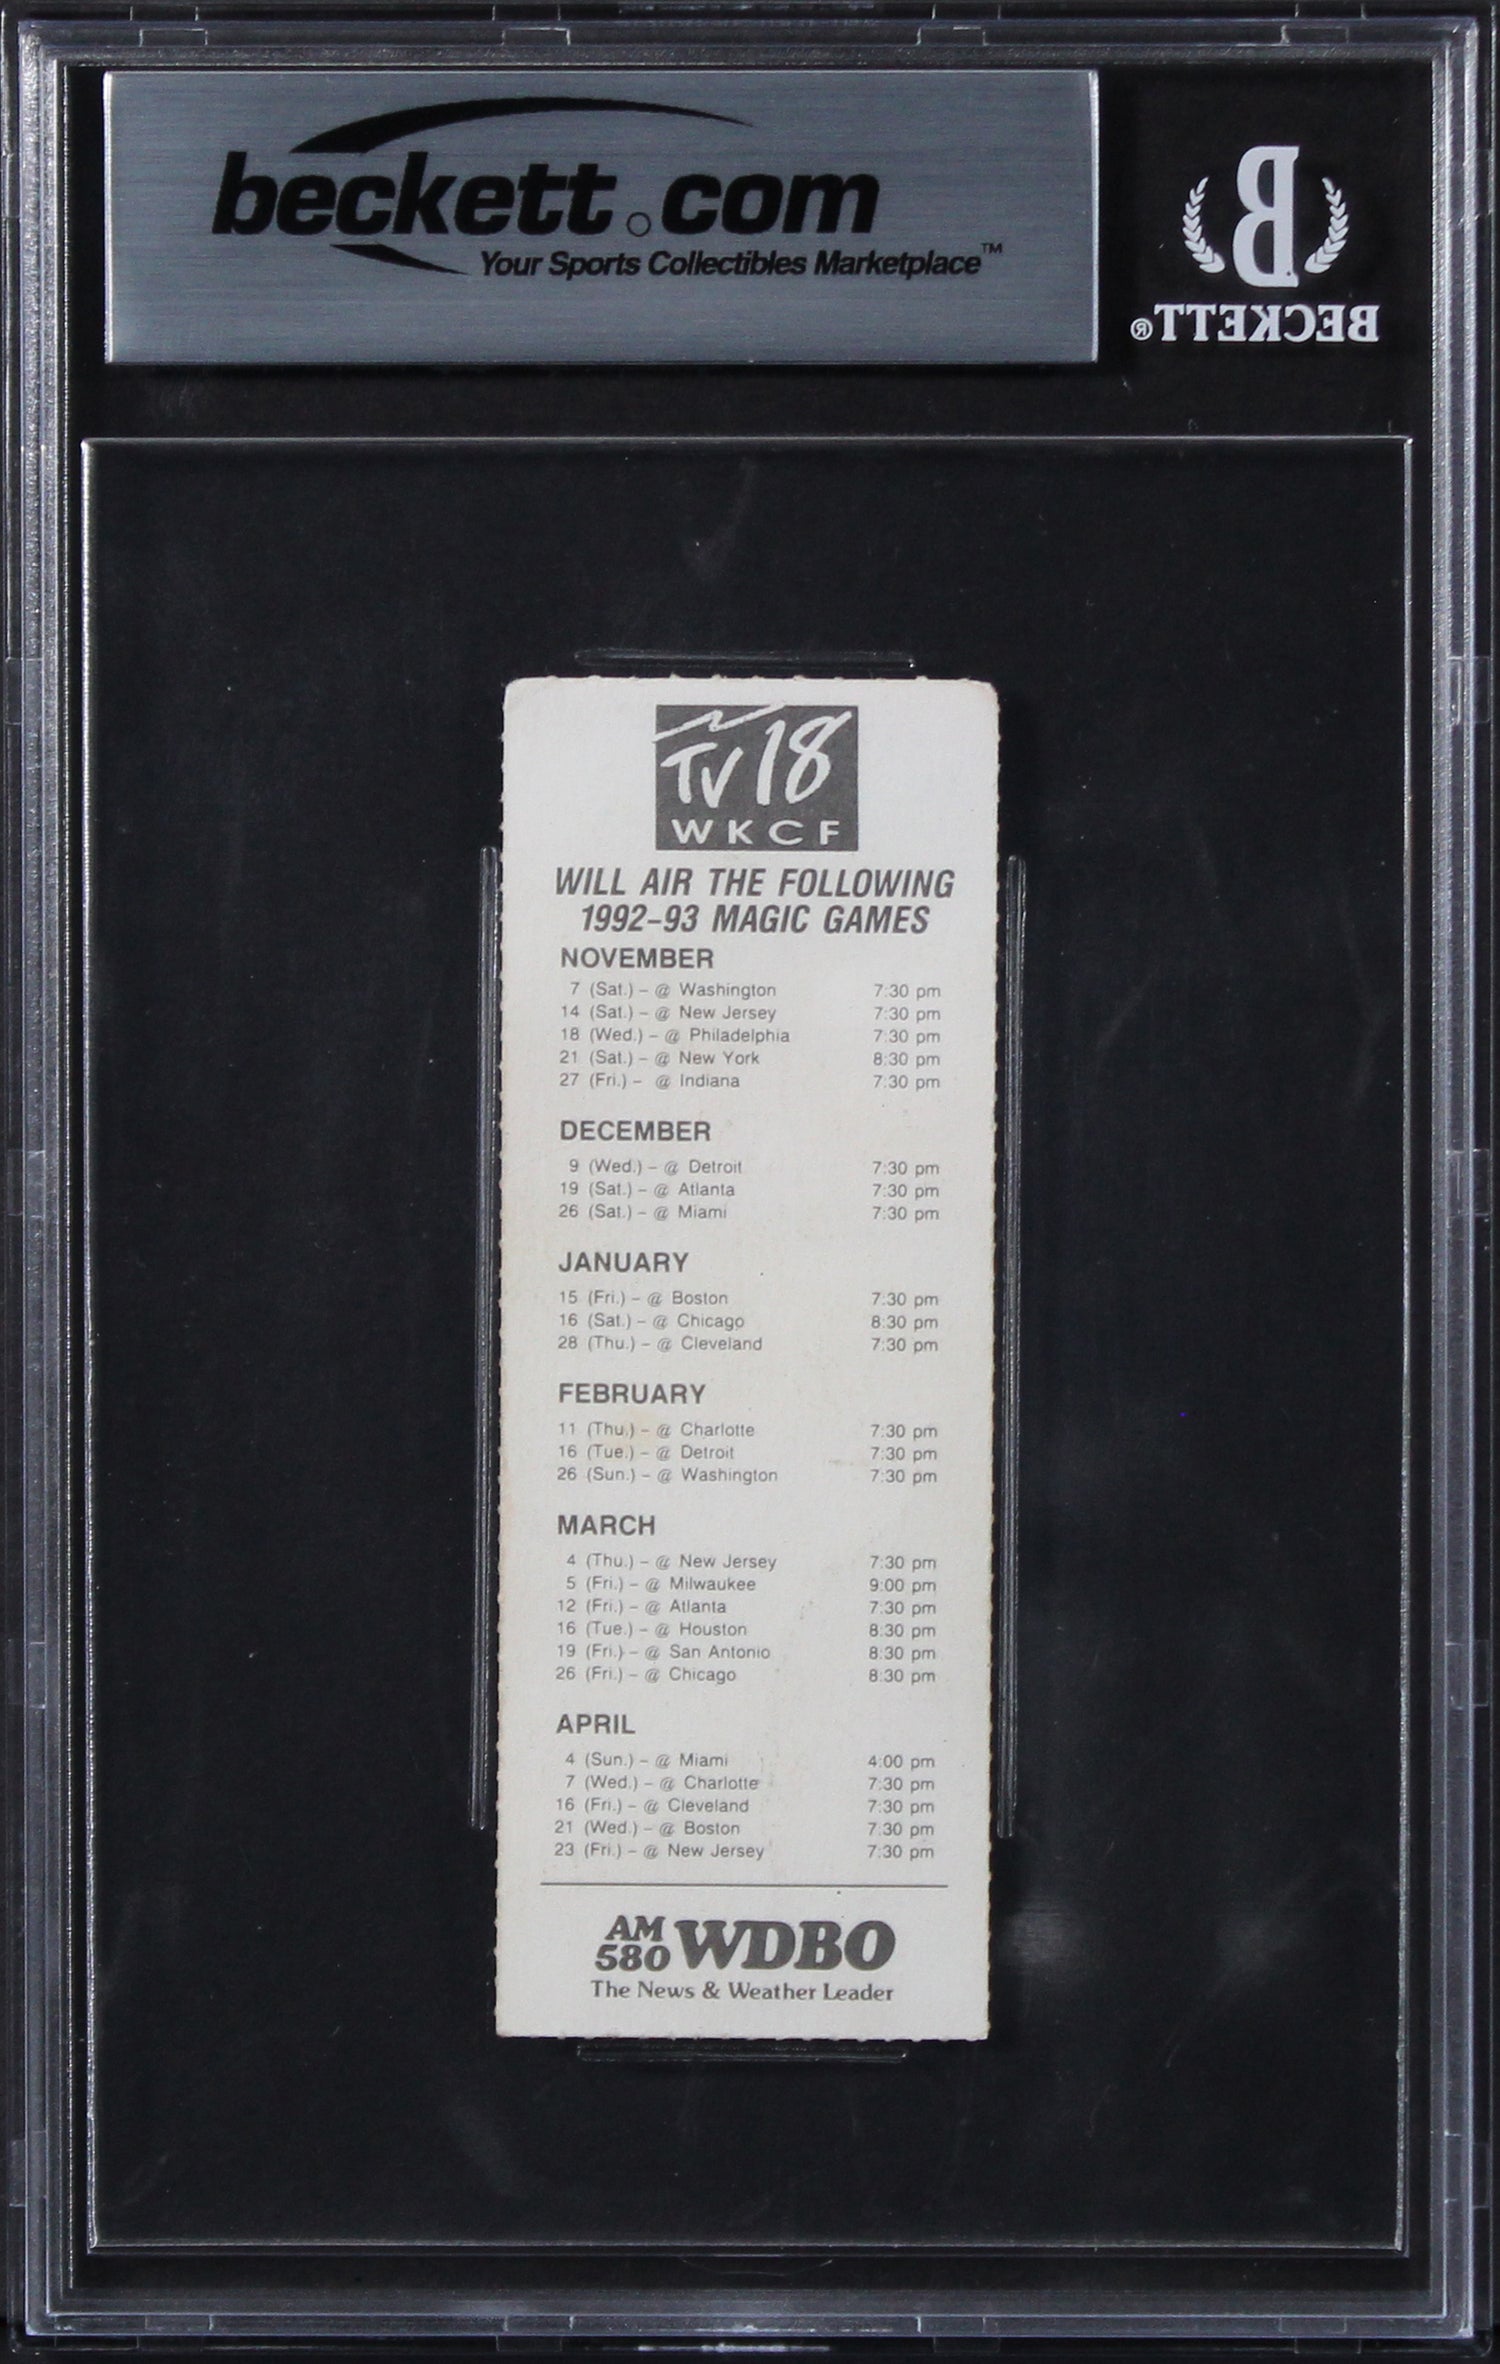 beckett.com
Your Sports Collectibles Marketplace™
B
BECKETT®
TV18
WKCF
WILL AIR THE FOLLOWING
1992-93 MAGIC GAMES
NOVEMBER
7 (Sat.) - @ Washington 7:30 pm
14 (Sat.) - @ New Jersey 7:30 pm
18 (Wed.) - @ Philadelphia 7:30 pm
21 (Sat.) - @ New York 8:30 pm
27 (Fri.) - @ Indiana 7:30 pm
DECEMBER
9 (Wed.) - @ Detroit 7:30 pm
19 (Sat.) - @ Atlanta 7:30 pm
26 (Sat.) - @ Miami 7:30 pm
JANUARY
15 (Fri.) - @ Boston 7:30 pm
16 (Sat.) - @ Chicago 8:30 pm
28 (Thu.) - @ Cleveland 7:30 pm
FEBRUARY
11 (Thu.) - @ Charlotte 7:30 pm
16 (Tue.) - @ Detroit 7:30 pm
26 (Sun.) - @ Washington 7:30 pm
MARCH
4 (Thu.) - @ New Jersey 7:30 pm
5 (Fri.) - @ Milwaukee 9:00 pm
12 (Fri.) - @ Atlanta 7:30 pm
16 (Tue.) - @ Houston 8:30 pm
19 (Fri.) - @ San Antonio 8:30 pm
26 (Fri.) - @ Chicago 8:30 pm
APRIL
4 (Sun.) - @ Miami 4:00 pm
7 (Wed.) - @ Charlotte 7:30 pm
16 (Fri.) - @ Cleveland 7:30 pm
21 (Wed.) - @ Boston 7:30 pm
23 (Fri.) - @ New Jersey 7:30 pm
AM 580 WDBO
The News & Weather Leader